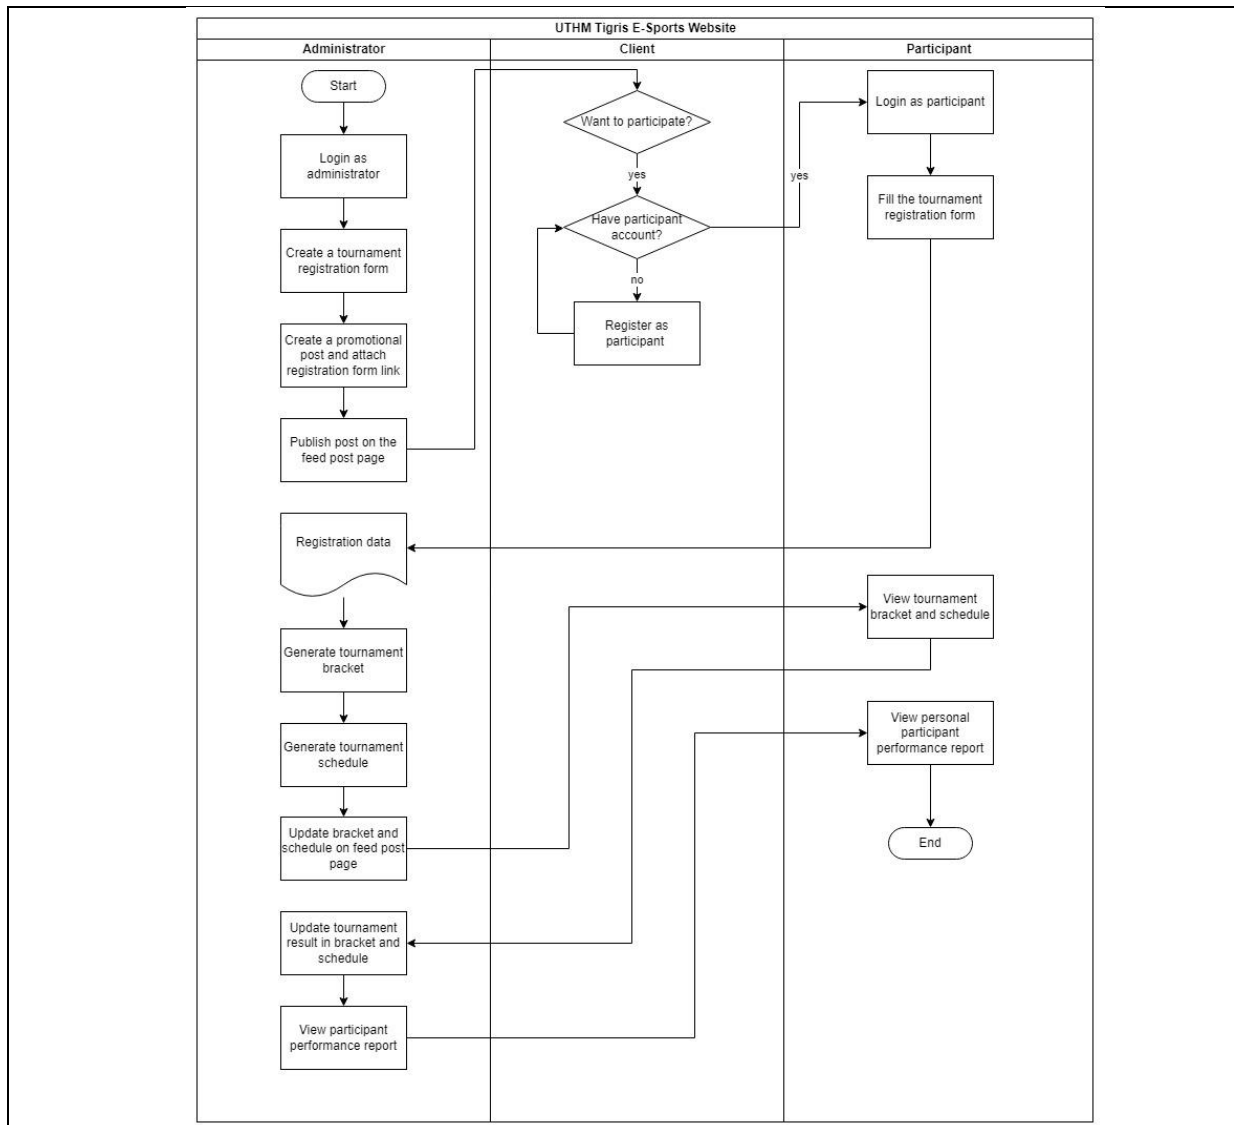 UTHM Tigris E-Sports Website
Administrator
Client
Participant
Start
Login as
administrator
Create a tournament
registration form
Create a promotional
post and attach
registration form link
Publish post on the
feed post page
Registration data
Generate tournament
bracket
Generate tournament
schedule
Update bracket and
schedule on feed post
page
Update tournament
result in bracket and
schedule
View participant
performance report
Want to participate?
yes
Have participant
account?
no
Register as
participant
yes
Login as participant
Fill the tournament
registration form
View tournament
bracket and schedule
View personal
participant
performance report
End